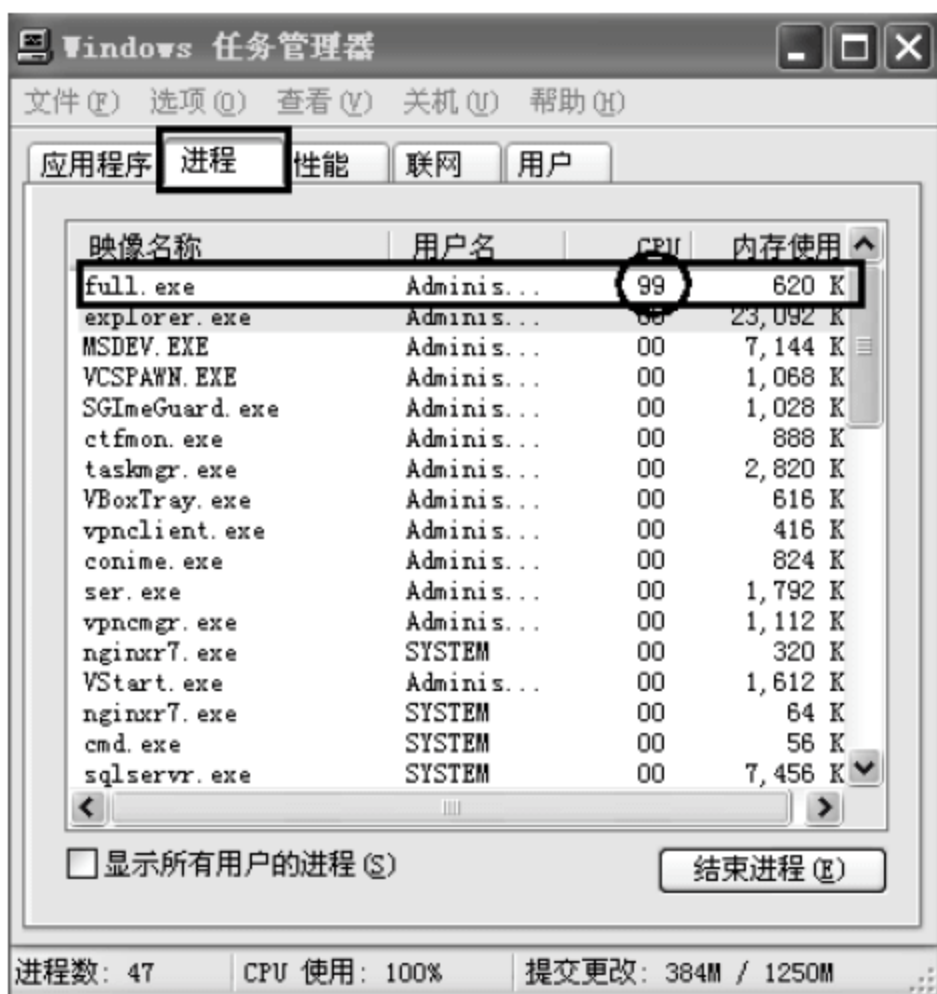 Windows 任务管理器
文件(F) 选项(O) 查看(V) 关机(U) 帮助(H)
应用程序 进程 性能 联网 用户
映像名称 用户名 CPU 内存使用
full.exe Adminis... 99 620 K
explorer.exe Adminis... 00 23,092 K
MSDEV.EXE Adminis... 00 7,144 K
VCSPAWN.EXE Adminis... 00 1,068 K
SGImeGuard.exe Adminis... 00 1,028 K
ctfmon.exe Adminis... 00 888 K
taskmgr.exe Adminis... 00 2,820 K
VBoxTray.exe Adminis... 00 616 K
vpnclient.exe Adminis... 00 416 K
conime.exe Adminis... 00 824 K
ser.exe Adminis... 00 1,792 K
vpncmgr.exe Adminis... 00 1,112 K
nginxr7.exe SYSTEM 00 320 K
VStart.exe Adminis... 00 1,612 K
nginxr7.exe SYSTEM 00 64 K
cmd.exe SYSTEM 00 56 K
sqlservr.exe SYSTEM 00 7,456 K
显示所有用户的进程(S) 结束进程(E)
进程数: 47 CPU 使用: 100% 提交更改: 384M / 1250M